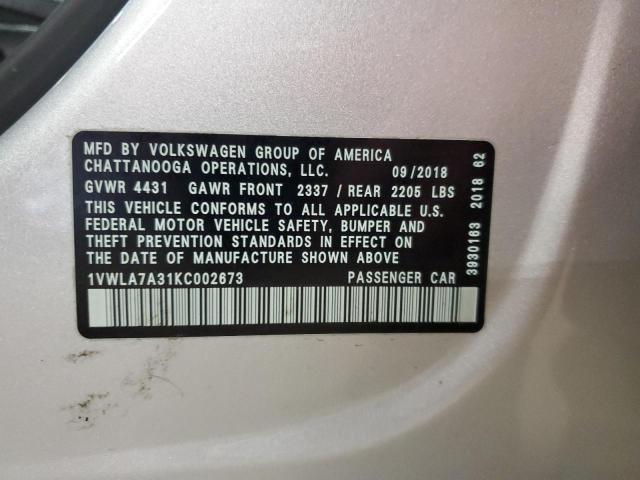 MFD BY VOLKSWAGEN GROUP OF AMERICA
CHATTANOOGA OPERATIONS, LLC. 09/2018
GVWR 4431 GAWR FRONT 2337 / REAR 2205 LBS
THIS VEHICLE CONFORMS TO ALL APPLICABLE U.S.
FEDERAL MOTOR VEHICLE SAFETY, BUMPER AND
THEFT PREVENTION STANDARDS IN EFFECT ON
THE DATE OF MANUFACTURE SHOWN ABOVE
1VWLA7A31KC002673 PASSENGER CAR
3930163 2018 62